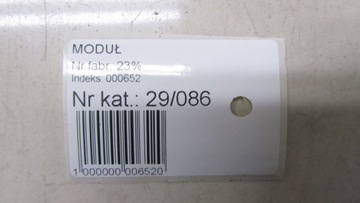 MODUŁ
Nr fabr. 23%
Indeks: 000652
Nr kat.: 29/086
1 000000 006520